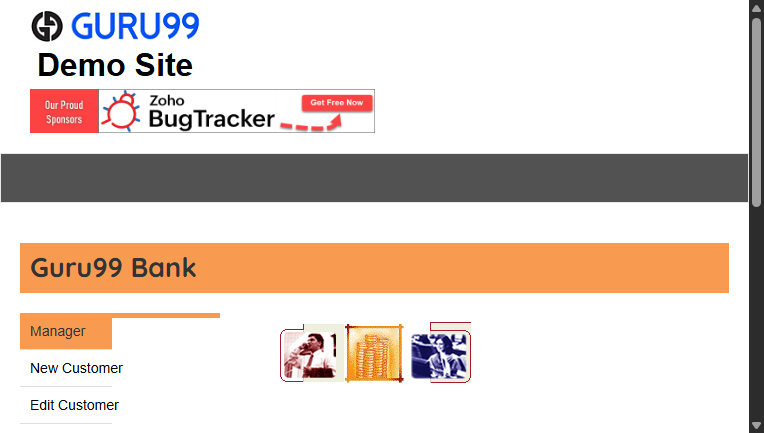 GURU99
Demo Site
Our Proud
Sponsors
Zoho
BugTracker
Get Free Now
Guru99 Bank
Manager
New Customer
Edit Customer